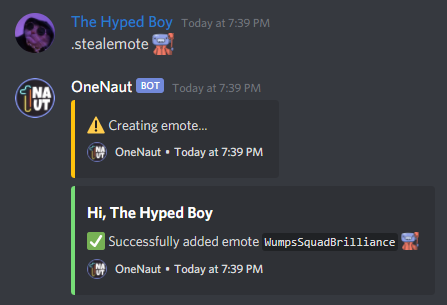 The Hyped Boy Today at 7:39 PM
.stealemote
NAUT
OneNaut BOT Today at 7:39 PM
Creating emote...
OneNaut • Today at 7:39 PM
Hi, The Hyped Boy
Successfully added emote WumpsSquadBrilliance
OneNaut • Today at 7:39 PM